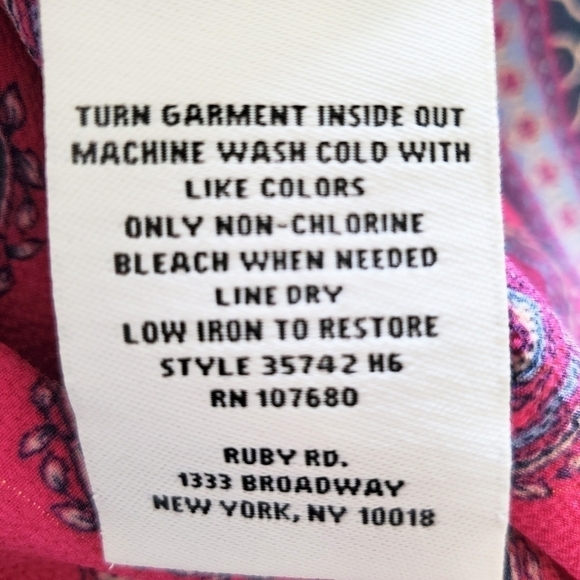 TURN GARMENT INSIDE OUT
MACHINE WASH COLD WITH
LIKE COLORS
ONLY NON-CHLORINE
BLEACH WHEN NEEDED
LINE DRY
LOW IRON TO RESTORE
STYLE 35742 H6
RN 107680
RUBY RD.
1333 BROADWAY
NEW YORK, NY 10018